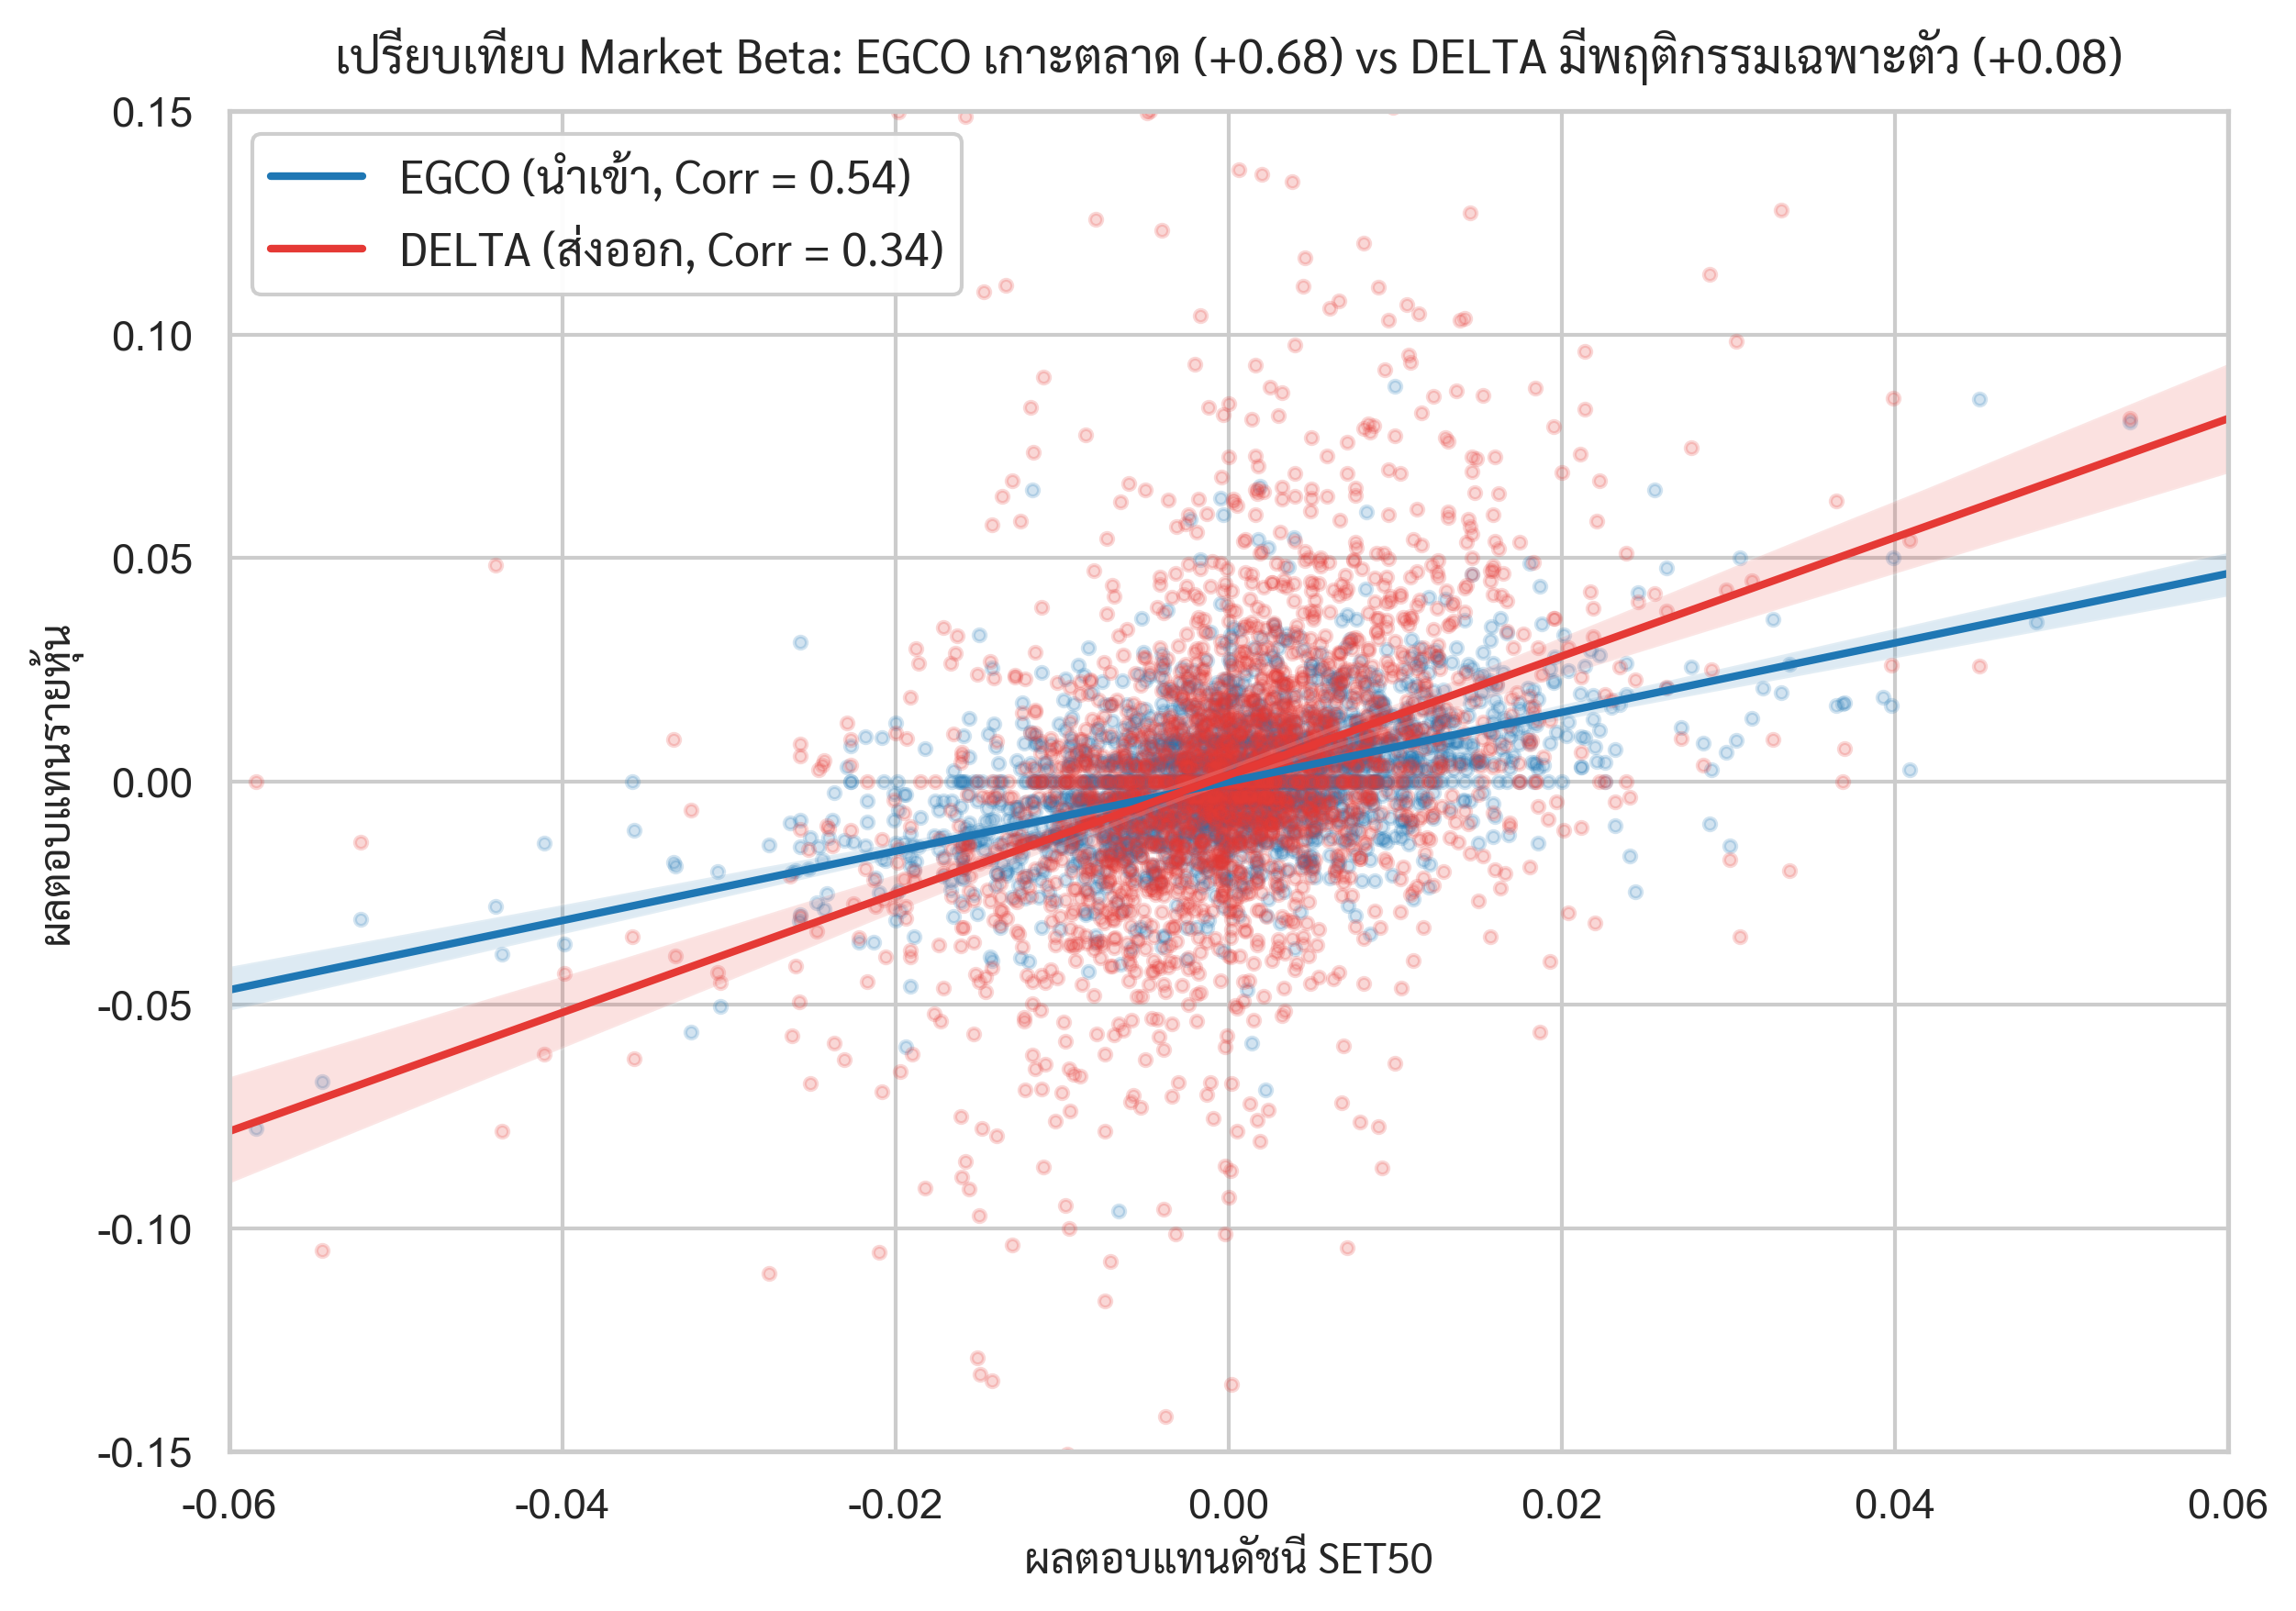 เปรียบเทียบ Market Beta: EGCO เกาะตลาด (+0.68) vs DELTA มีพฤติกรรมเฉพาะตัว (+0.08)
EGCO (นำเข้า, Corr = 0.54)
DELTA (ส่งออก, Corr = 0.34)
ผลตอบแทนรายหุ้น
0.15
0.10
0.05
0.00
-0.05
-0.10
-0.15
-0.06
-0.04
-0.02
0.00
0.02
0.04
0.06
ผลตอบแทนดัชนี SET50